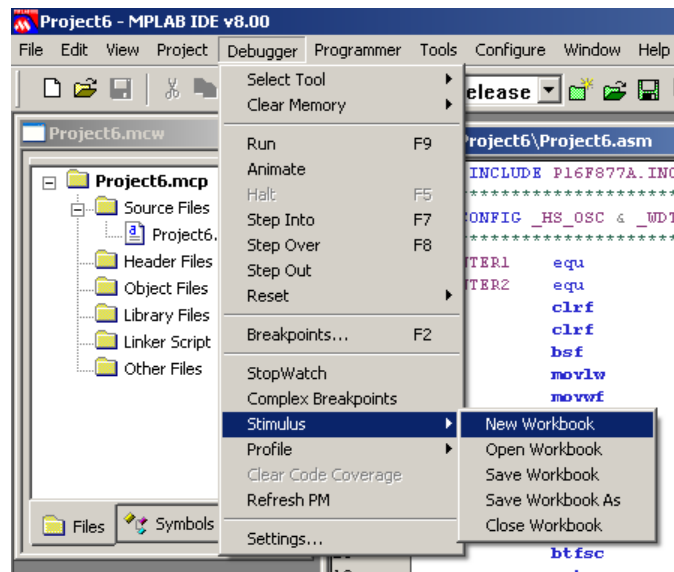 Project6 - MPLAB IDE v8.00
File Edit View Project Debugger Programmer Tools Configure Window Help
elease
Project6.mcw
Project6.mcp
Source Files
Project6.
Header Files
Object Files
Library Files
Linker Script
Other Files
Files Symbols
Select Tool
Clear Memory
Run F9
Animate
Halt F5
Step Into F7
Step Over F8
Step Out
Reset
Breakpoints... F2
StopWatch
Complex Breakpoints
Stimulus
Profile
Clear Code Coverage
Refresh PM
Settings...
New Workbook
Open Workbook
Save Workbook
Save Workbook As
Close Workbook
roject6\Project6.asm
INCLUDE P16F877A.INC
********************
CONFIG _HS_OSC & _WDT
********************
NTER1 equ
NTER2 equ
clrf
clrf
bsf
movlw
movwf
btfsc